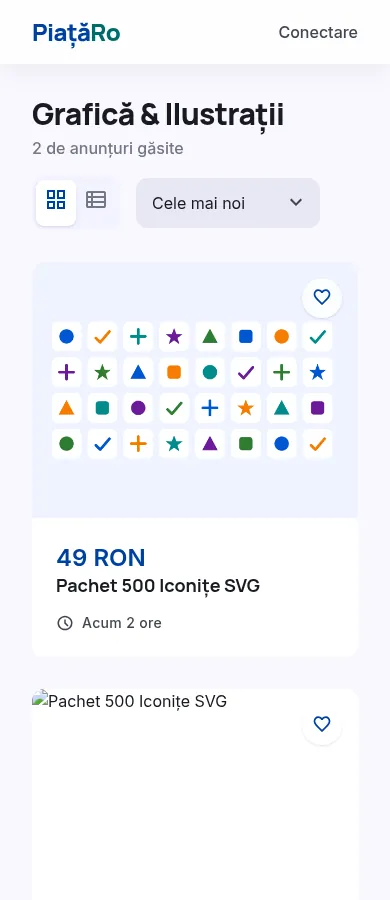 PiațăRo
Conectare
Grafică & Ilustrații
2 de anunțuri găsite
Cele mai noi
49 RON
Pachet 500 Iconițe SVG
Acum 2 ore
Pachet 500 Iconițe SVG